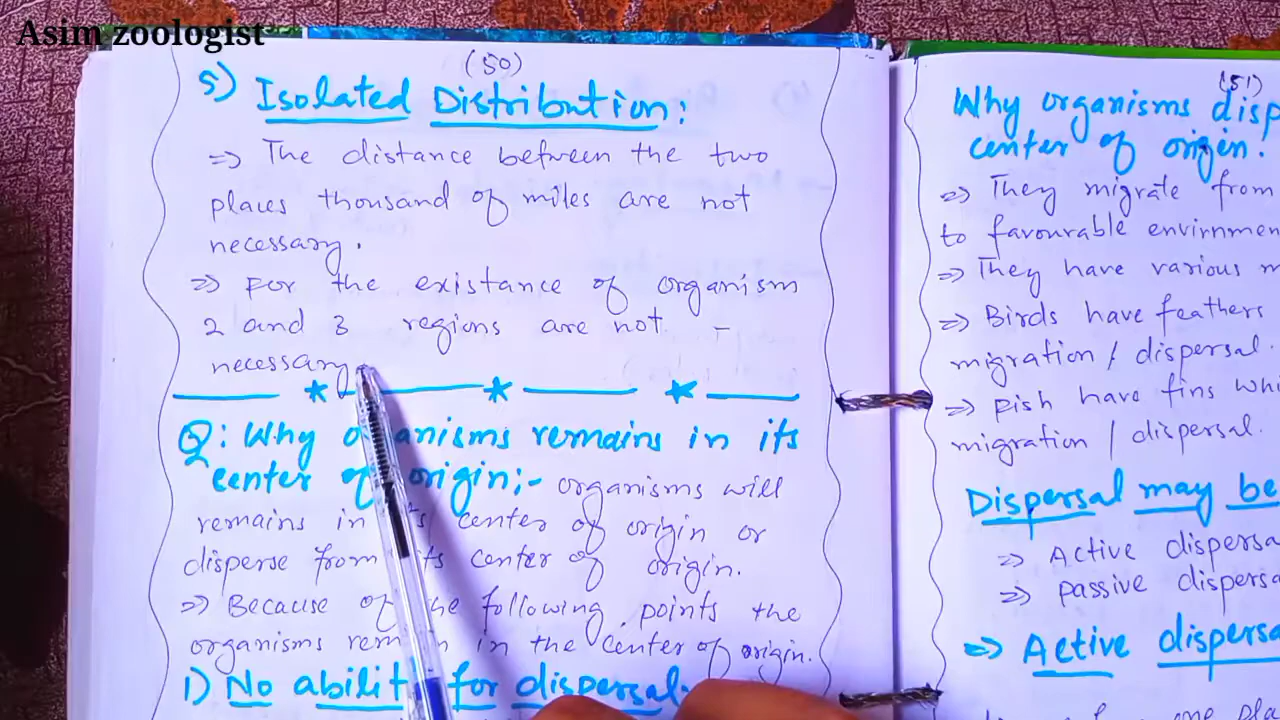 Asim zoologist
(50)
5) Isolated Distribution:
=> The distance between the two
places thousand of miles are not
necessary.
=> For the existance of organism
2 and 3 regions are not -
necessary
Q: Why organisms remains in its
center of origin:- organisms will
remains in its center of origin or
disperse from its center of origin.
=> Because of the following points the
organisms remain in the center of origin.
1) No ability for dispersal.
(51)
Why organisms disp
center of origin?
=> They migrate from
to favourable envirnmen
=> They have various m
=> Birds have feathers
migration / dispersal.
=> Fish have fins whi
migration / dispersal.
Dispersal may be
=> Active dispersa
=> Passive dispersa
=> Active dispersa
one pla